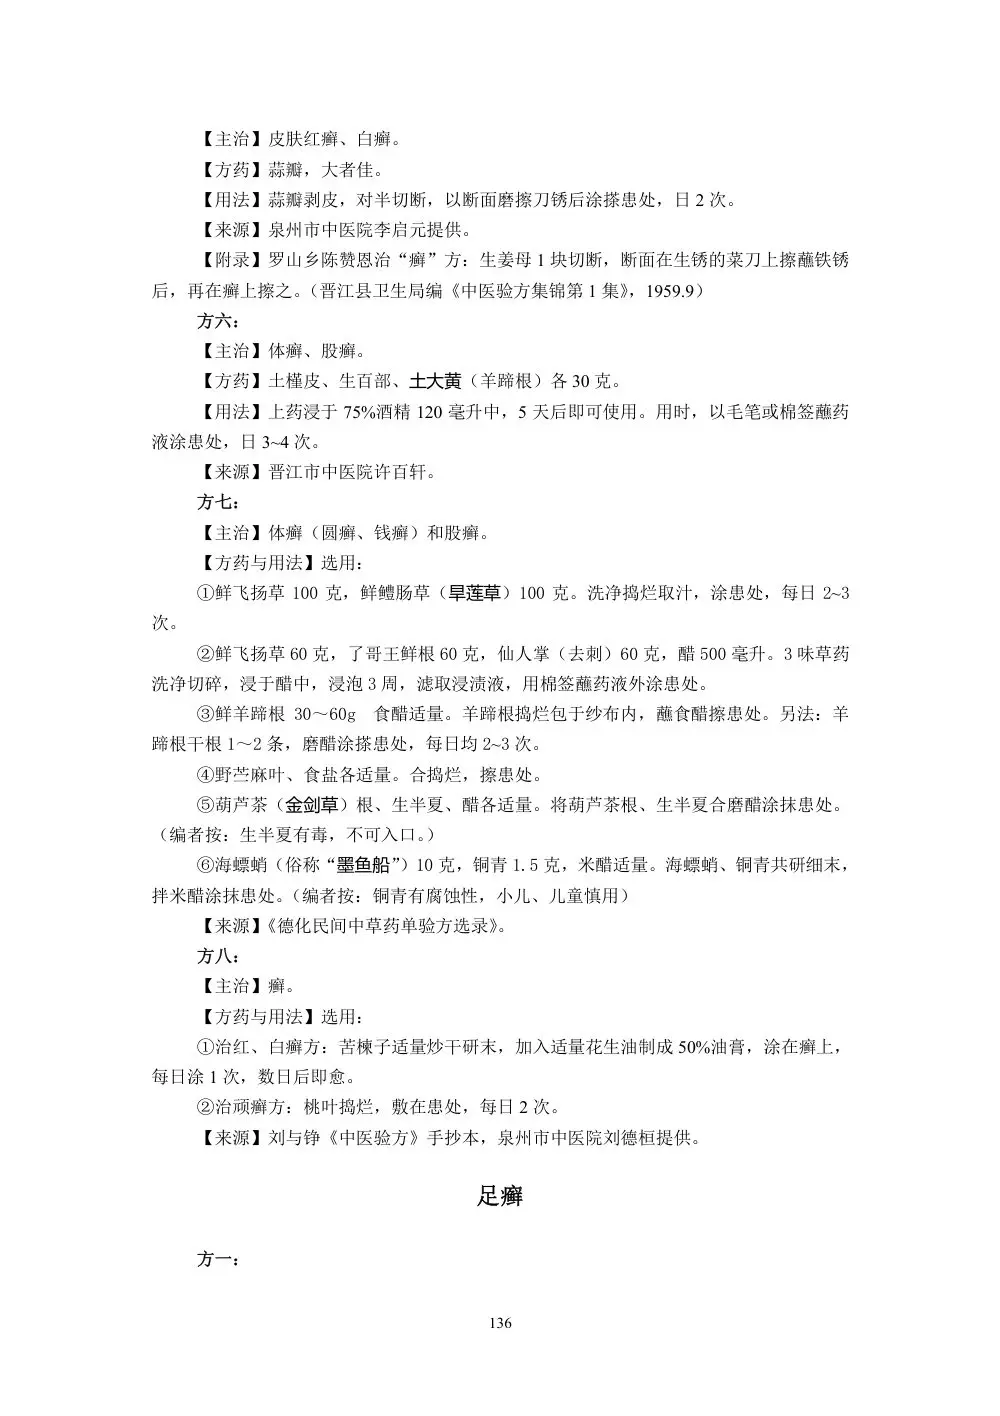 【主治】皮肤红癣、白癣。
【方药】蒜瓣，大者佳。
【用法】蒜瓣剥皮，对半切断，以断面磨擦刀锈后涂搽患处，日 2 次。
【来源】泉州市中医院李启元提供。
【附录】罗山乡陈赞恩治“癣”方：生姜母 1 块切断，断面在生锈的菜刀上擦蘸铁锈
后，再在癣上擦之。（晋江县卫生局编《中医验方集锦第 1 集》，1959.9）
方六：
【主治】体癣、股癣。
【方药】土槿皮、生百部、土大黄（羊蹄根）各 30 克。
【用法】上药浸于 75%酒精 120 毫升中，5 天后即可使用。用时，以毛笔或棉签蘸药
液涂患处，日 3~4 次。
【来源】晋江市中医院许百轩。
方七：
【主治】体癣（圆癣、钱癣）和股癣。
【方药与用法】选用：
①鲜飞扬草 100 克，鲜鳢肠草（旱莲草）100 克。洗净捣烂取汁，涂患处，每日 2~3
次。
②鲜飞扬草 60 克，了哥王鲜根 60 克，仙人掌（去刺）60 克，醋 500 毫升。3 味草药
洗净切碎，浸于醋中，浸泡 3 周，滤取浸渍液，用棉签蘸药液外涂患处。
③鲜羊蹄根 30～60g 食醋适量。羊蹄根捣烂包于纱布内，蘸食醋擦患处。另法：羊
蹄根干根 1～2 条，磨醋涂搽患处，每日均 2~3 次。
④野苎麻叶、食盐各适量。合捣烂，擦患处。
⑤葫芦茶（金剑草）根、生半夏、醋各适量。将葫芦茶根、生半夏合磨醋涂抹患处。
（编者按：生半夏有毒，不可入口。）
⑥海螵蛸（俗称“墨鱼船”）10 克，铜青 1.5 克，米醋适量。海螵蛸、铜青共研细末，
拌米醋涂抹患处。（编者按：铜青有腐蚀性，小儿、儿童慎用）
【来源】《德化民间中草药单验方选录》。
方八：
【主治】癣。
【方药与用法】选用：
①治红、白癣方：苦楝子适量炒干研末，加入适量花生油制成 50%油膏，涂在癣上，
每日涂 1 次，数日后即愈。
②治顽癣方：桃叶捣烂，敷在患处，每日 2 次。
【来源】刘与铮《中医验方》手抄本，泉州市中医院刘德桓提供。
足癣
方一：
136